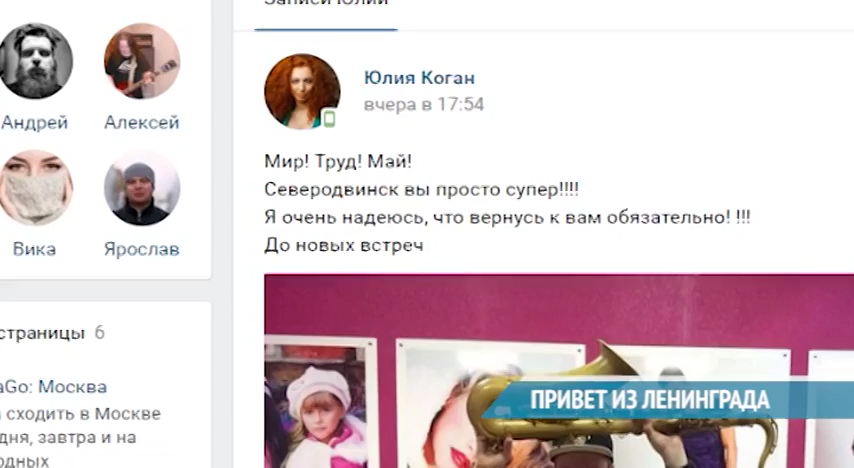 Записи Юлии
Юлия Коган
вчера в 17:54
Андрей
Алексей
Мир! Труд! Май!
Северодвинск вы просто супер!!!!
Я очень надеюсь, что вернусь к вам обязательно! !!!
До новых встреч
Вика
Ярослав
страницы 6
aGo: Москва
сходить в Москве
дня, завтра и на
одных
ПРИВЕТ ИЗ ЛЕНИНГРАДА